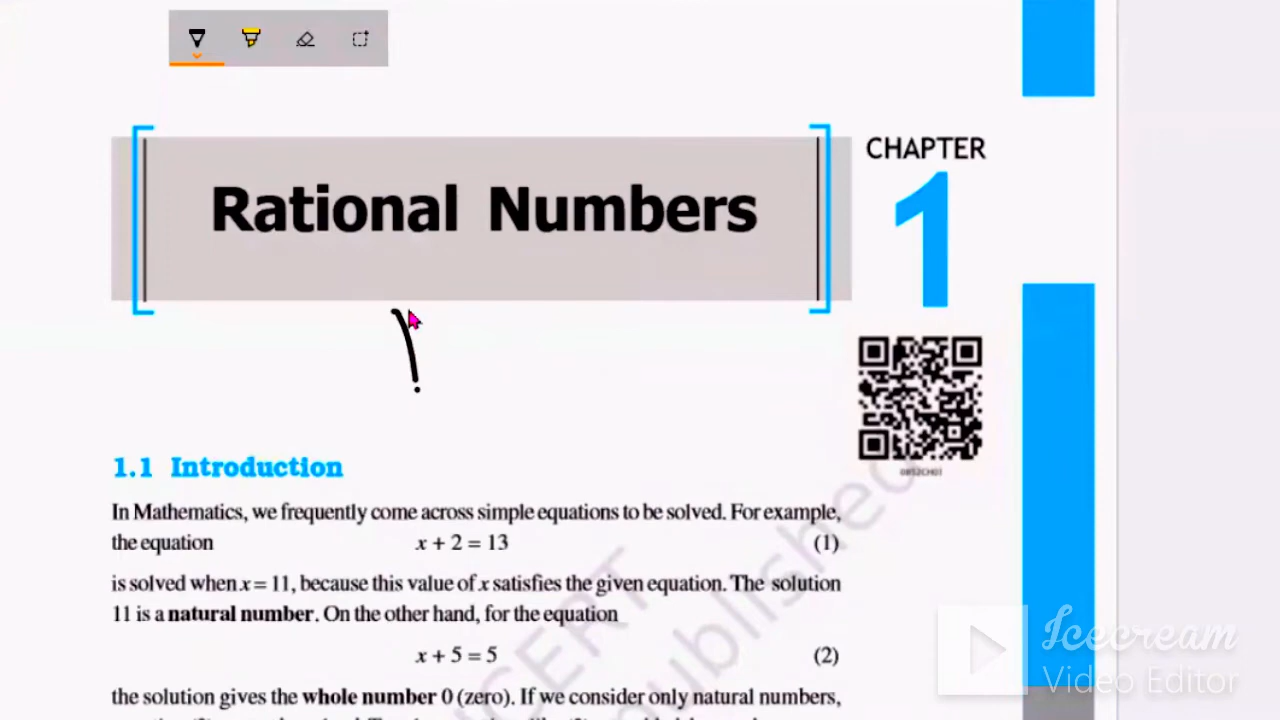 CHAPTER
Rational Numbers
1
0852CH01
1.1 Introduction
In Mathematics, we frequently come across simple equations to be solved. For example,
the equation x + 2 = 13 (1)
is solved when x = 11, because this value of x satisfies the given equation. The solution
11 is a natural number. On the other hand, for the equation
x + 5 = 5 (2)
the solution gives the whole number 0 (zero). If we consider only natural numbers,
Icecream
Video Editor